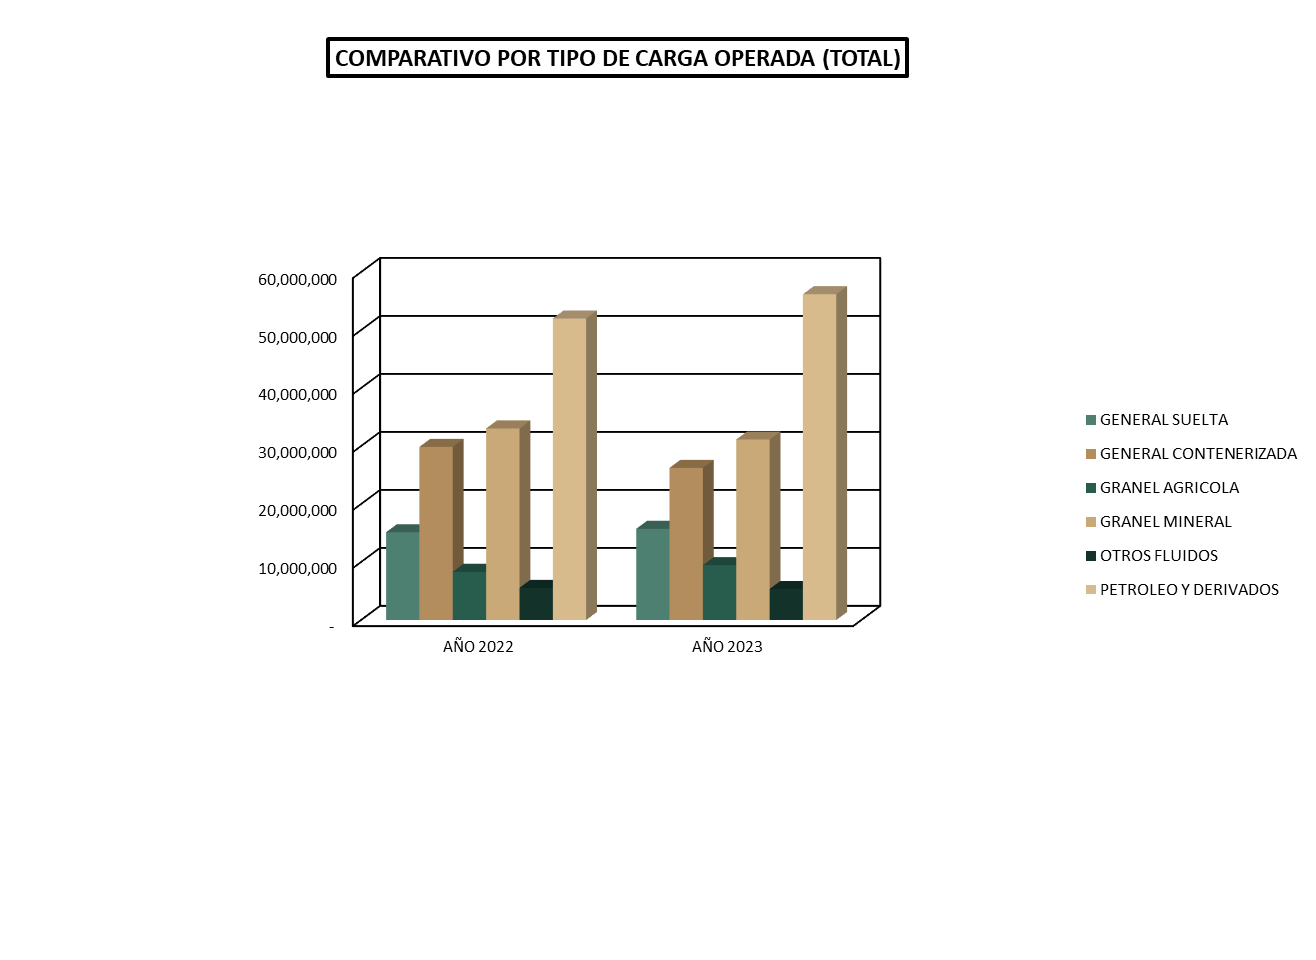 COMPARATIVO POR TIPO DE CARGA OPERADA (TOTAL)
60,000,000
50,000,000
40,000,000
30,000,000
20,000,000
10,000,000
-
AÑO 2022
AÑO 2023
GENERAL SUELTA
GENERAL CONTENERIZADA
GRANEL AGRICOLA
GRANEL MINERAL
OTROS FLUIDOS
PETROLEO Y DERIVADOS